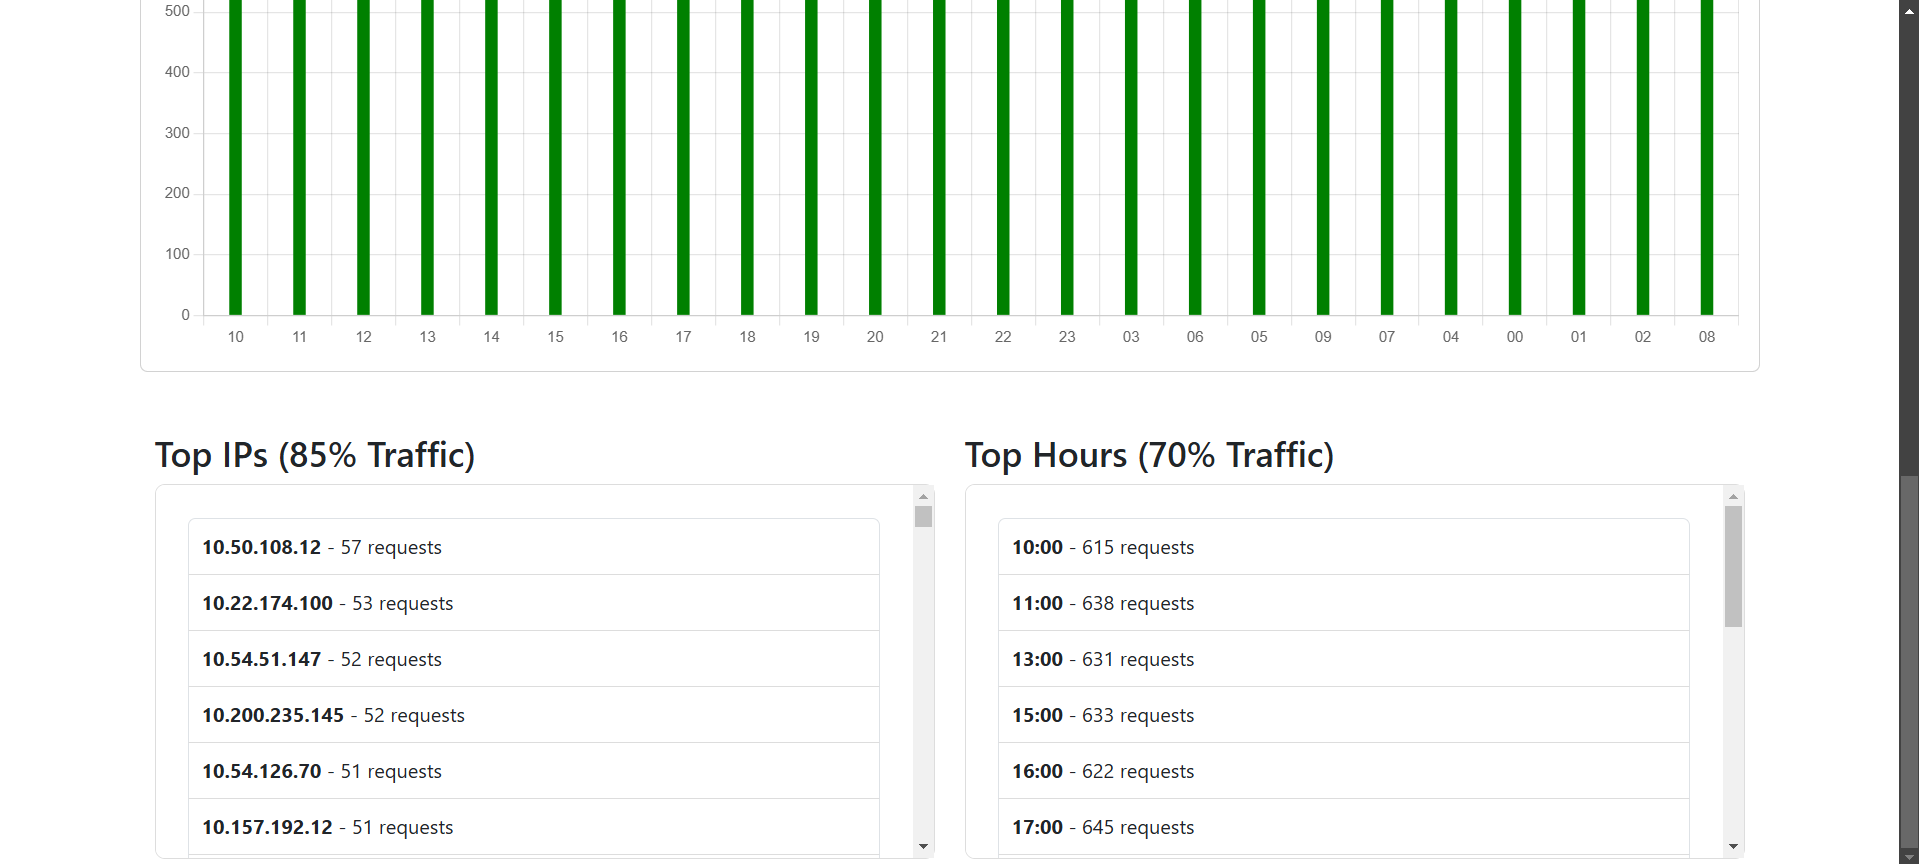 500
400
300
200
100
0
10 11 12 13 14 15 16 17 18 19 20 21 22 23 03 06 05 09 07 04 00 01 02 08
Top IPs (85% Traffic)
10.50.108.12 - 57 requests
10.22.174.100 - 53 requests
10.54.51.147 - 52 requests
10.200.235.145 - 52 requests
10.54.126.70 - 51 requests
10.157.192.12 - 51 requests
Top Hours (70% Traffic)
10:00 - 615 requests
11:00 - 638 requests
13:00 - 631 requests
15:00 - 633 requests
16:00 - 622 requests
17:00 - 645 requests